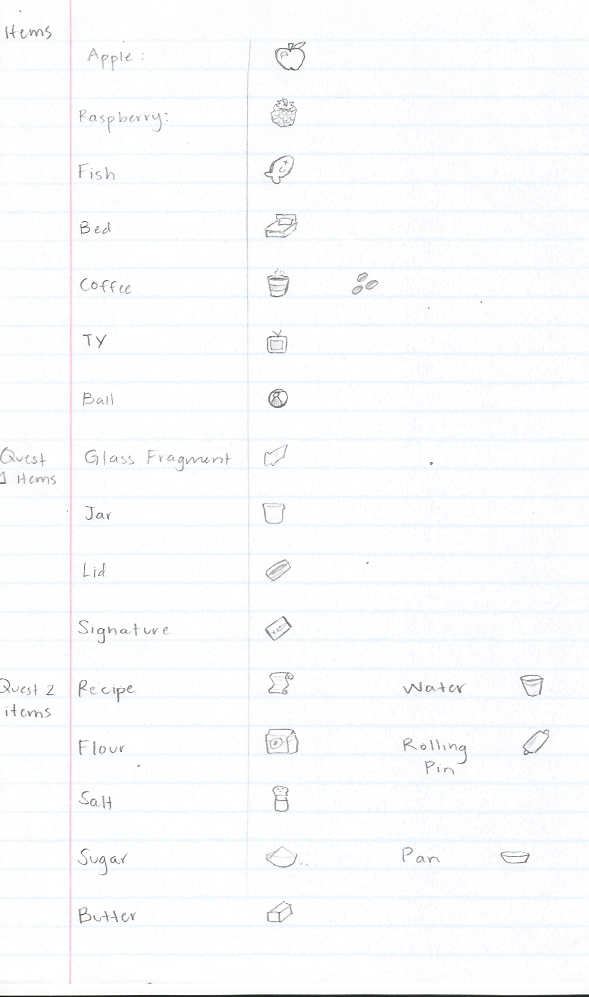 Items
Apple :
Raspberry:
Fish
Bed
Coffee
TY
Ball
Quest
1 items
Glass Fragment
Jar
Lid
Signature
Quest 2
items
Recipe
Water
Flour
Rolling
Pin
Salt
Sugar
Pan
Butter